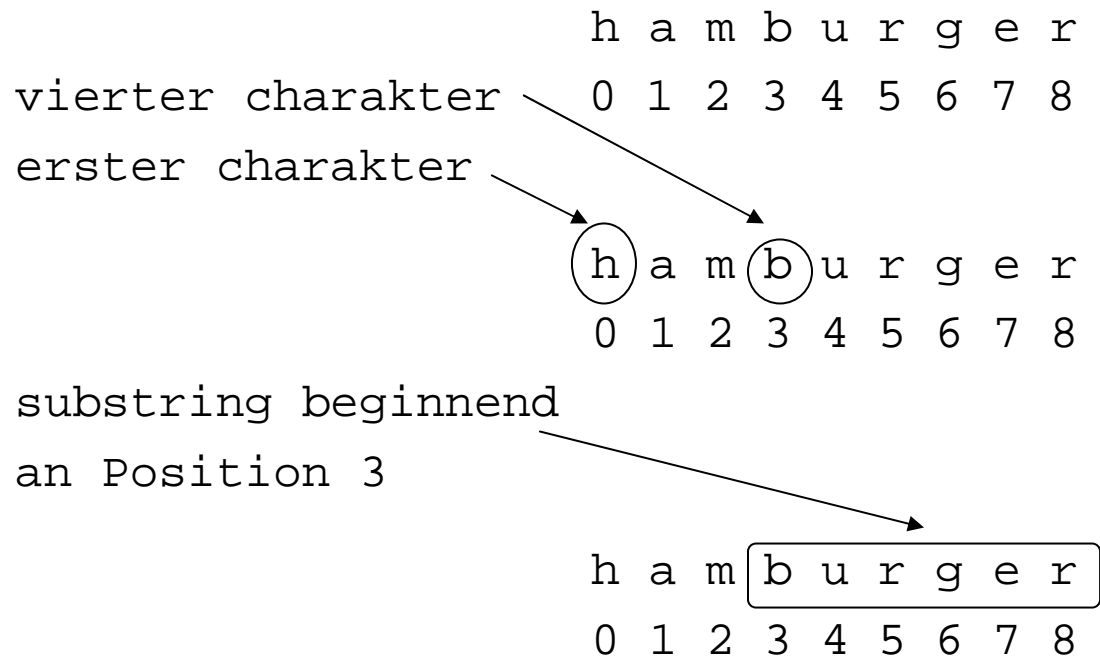 h a m b u r g e r
vierter charakter 0 1 2 3 4 5 6 7 8
erster charakter
h a m b u r g e r
0 1 2 3 4 5 6 7 8
substring beginnend
an Position 3
h a m b u r g e r
0 1 2 3 4 5 6 7 8